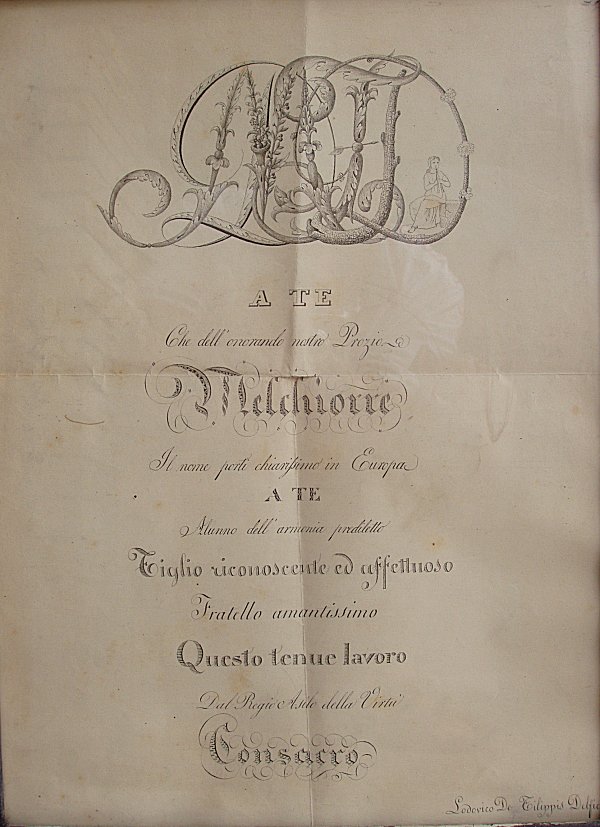 A TE
Che dell'onorando nostro Prozio
Melchiorre
Il nome porti chiarissimo in Europa
A TE
Alunno dell'armonia prediletto
Figlio riconoscente ed affettuoso
Fratello amantissimo
Questo tenue lavoro
Dal Regio Asilo della Virtù
Consacro
Lodovico De Filippis Delfic